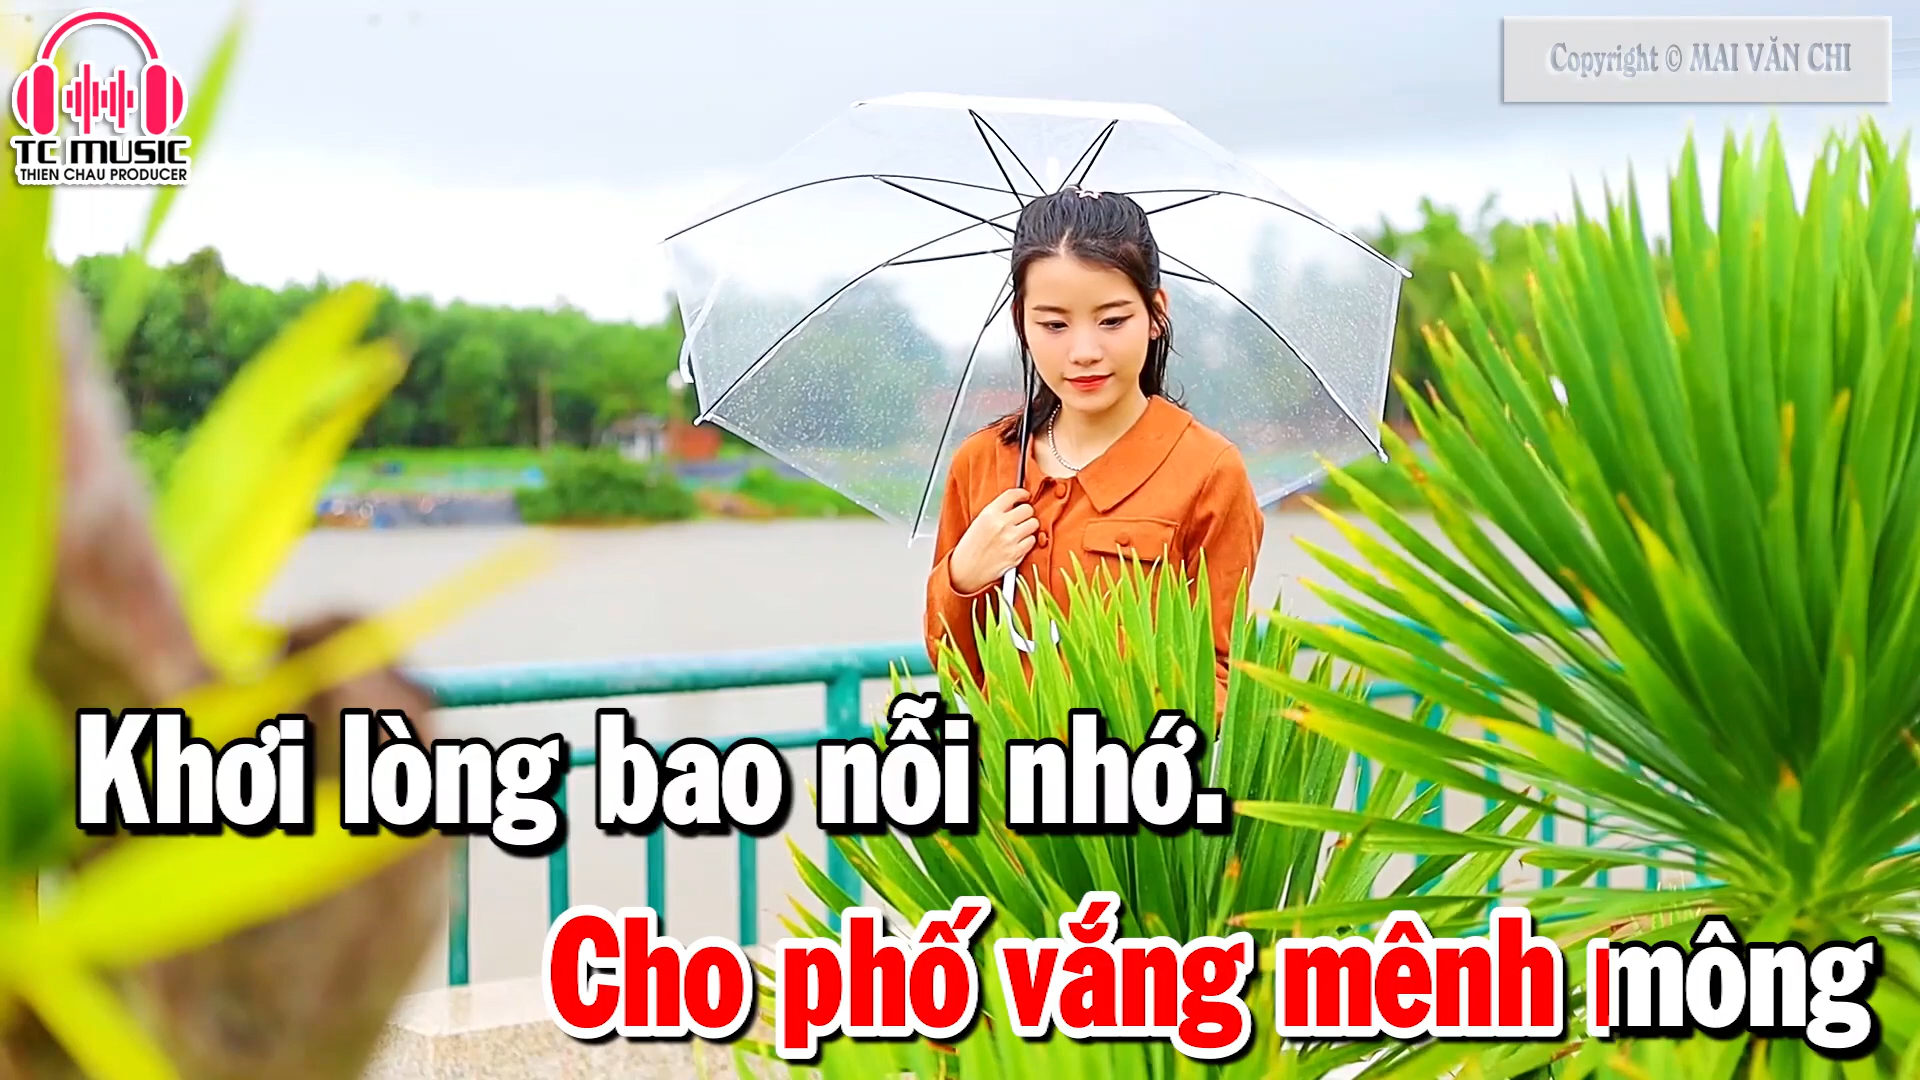 TC MUSIC
THIEN CHAU PRODUCER
Copyright © MAI VĂN CHI
Khơi lòng bao nỗi nhớ.
Cho phố vắng mênh mông